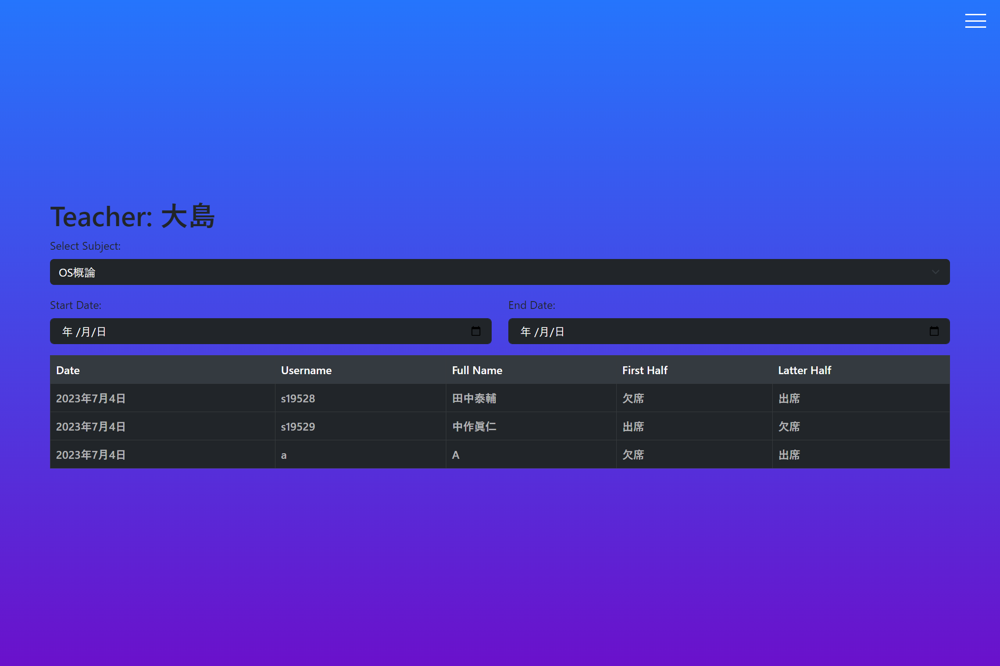 Teacher: 大島
Select Subject:
OS概論
Start Date: End Date:
年 /月/日 年 /月/日
Date Username Full Name First Half Latter Half
2023年7月4日 s19528 田中泰輔 欠席 出席
2023年7月4日 s19529 中作眞仁 出席 欠席
2023年7月4日 a A 欠席 出席